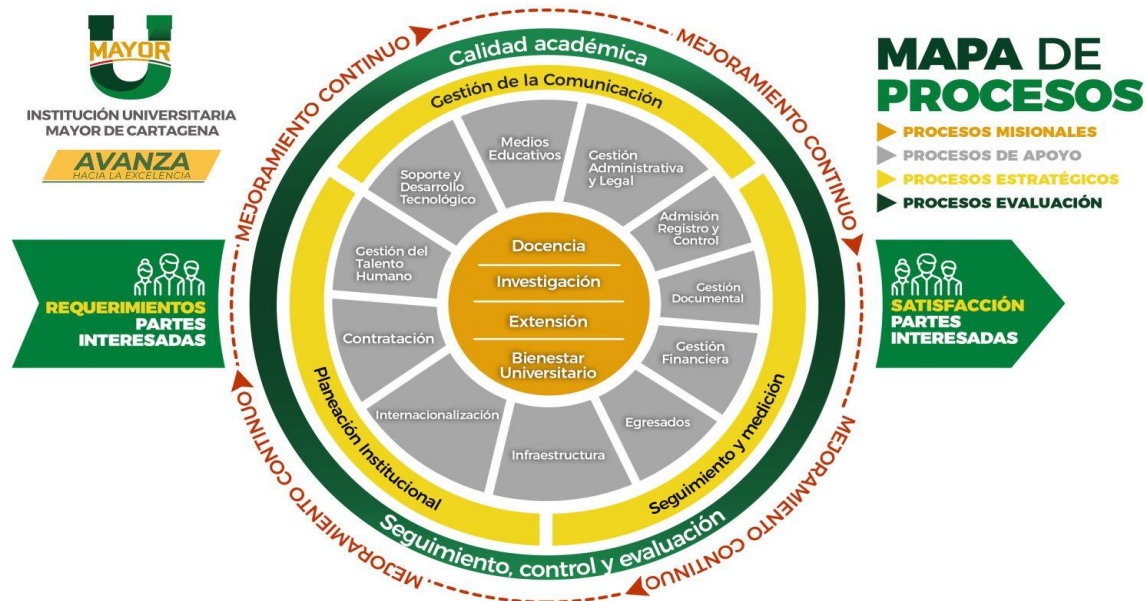 U
MAYOR
INSTITUCIÓN UNIVERSITARIA
MAYOR DE CARTAGENA
AVANZA
HACIA LA EXCELENCIA
REQUERIMIENTOS
PARTES
INTERESADAS
MEJORAMIENTO CONTINUO
MEJORAMIENTO CONTINUO
MEJORAMIENTO CONTINUO
MEJORAMIENTO CONTINUO
Calidad académica
Gestión de la Comunicación
Medios
Educativos
Gestión
Administrativa
y Legal
Soporte y
Desarrollo
Tecnológico
Admisión
Registro y
Control
Gestión del
Talento
Humano
Gestión
Documental
Contratación
Gestión
Financiera
Internacionalización
Egresados
Infraestructura
Docencia
Investigación
Extensión
Bienestar
Universitario
Planeación Institucional
Seguimiento y medición
Seguimiento, control y evaluación
MAPA DE
PROCESOS
PROCESOS MISIONALES
PROCESOS DE APOYO
PROCESOS ESTRATÉGICOS
PROCESOS EVALUACIÓN
SATISFACCIÓN
PARTES
INTERESADAS